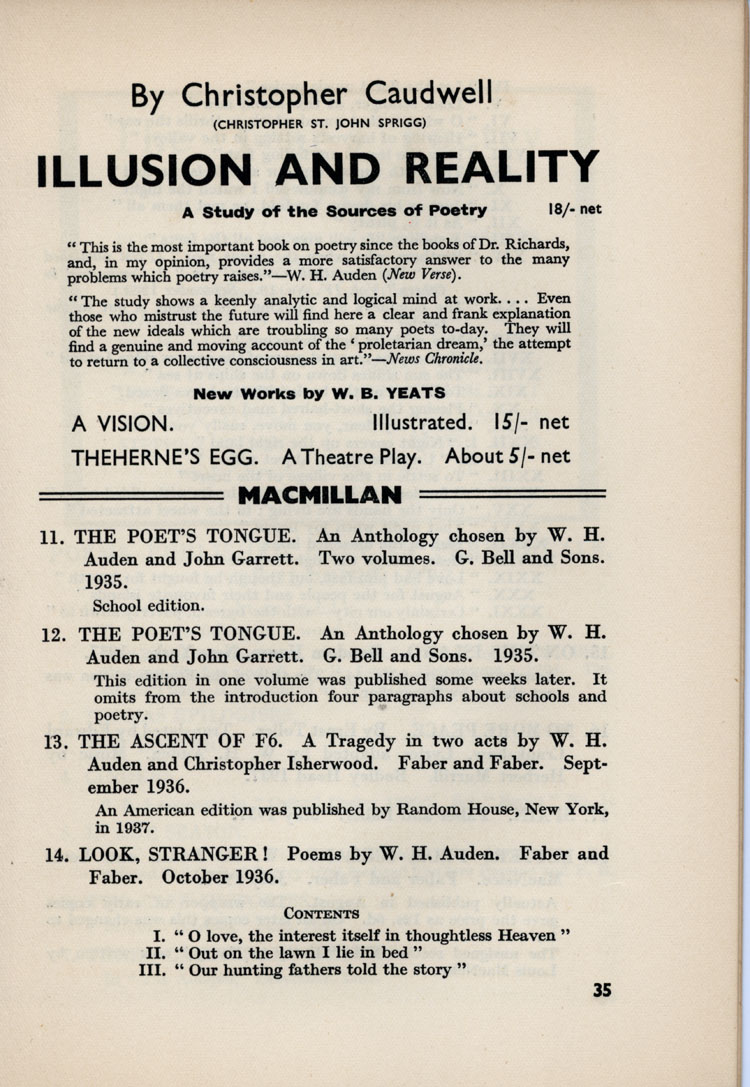 By Christopher Caudwell
(CHRISTOPHER ST. JOHN SPRIGG)
ILLUSION AND REALITY
A Study of the Sources of Poetry 18/- net
“ This is the most important book on poetry since the books of Dr. Richards,
and, in my opinion, provides a more satisfactory answer to the many
problems which poetry raises.”—W. H. Auden (New Verse).
“ The study shows a keenly analytic and logical mind at work. . . . Even
those who mistrust the future will find here a clear and frank explanation
of the new ideals which are troubling so many poets to-day. They will
find a genuine and moving account of the ‘ proletarian dream,’ the attempt
to return to a collective consciousness in art.”—News Chronicle.
New Works by W. B. YEATS
A VISION. Illustrated. 15/- net
THEHERNE'S EGG. A Theatre Play. About 5/- net
MACMILLAN
11. THE POET'S TONGUE. An Anthology chosen by W. H.
Auden and John Garrett. Two volumes. G. Bell and Sons.
1935.
School edition.
12. THE POET'S TONGUE. An Anthology chosen by W. H.
Auden and John Garrett. G. Bell and Sons. 1935.
This edition in one volume was published some weeks later. It
omits from the introduction four paragraphs about schools and
poetry.
13. THE ASCENT OF F6. A Tragedy in two acts by W. H.
Auden and Christopher Isherwood. Faber and Faber. Sept-
ember 1936.
An American edition was published by Random House, New York,
in 1937.
14. LOOK, STRANGER! Poems by W. H. Auden. Faber and
Faber. October 1936.
CONTENTS
I. “ O love, the interest itself in thoughtless Heaven ”
II. “ Out on the lawn I lie in bed ”
III. “ Our hunting fathers told the story ”
35